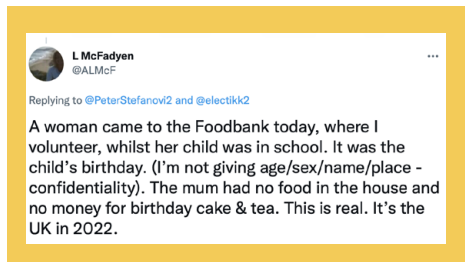 L McFadyen
@ALMcF
Replying to @PeterStefanovi2 and @electikk2
A woman came to the Foodbank today, where I
volunteer, whilst her child was in school. It was the
child's birthday. (I'm not giving age/sex/name/place -
confidentiality). The mum had no food in the house and
no money for birthday cake & tea. This is real. It's the
UK in 2022.